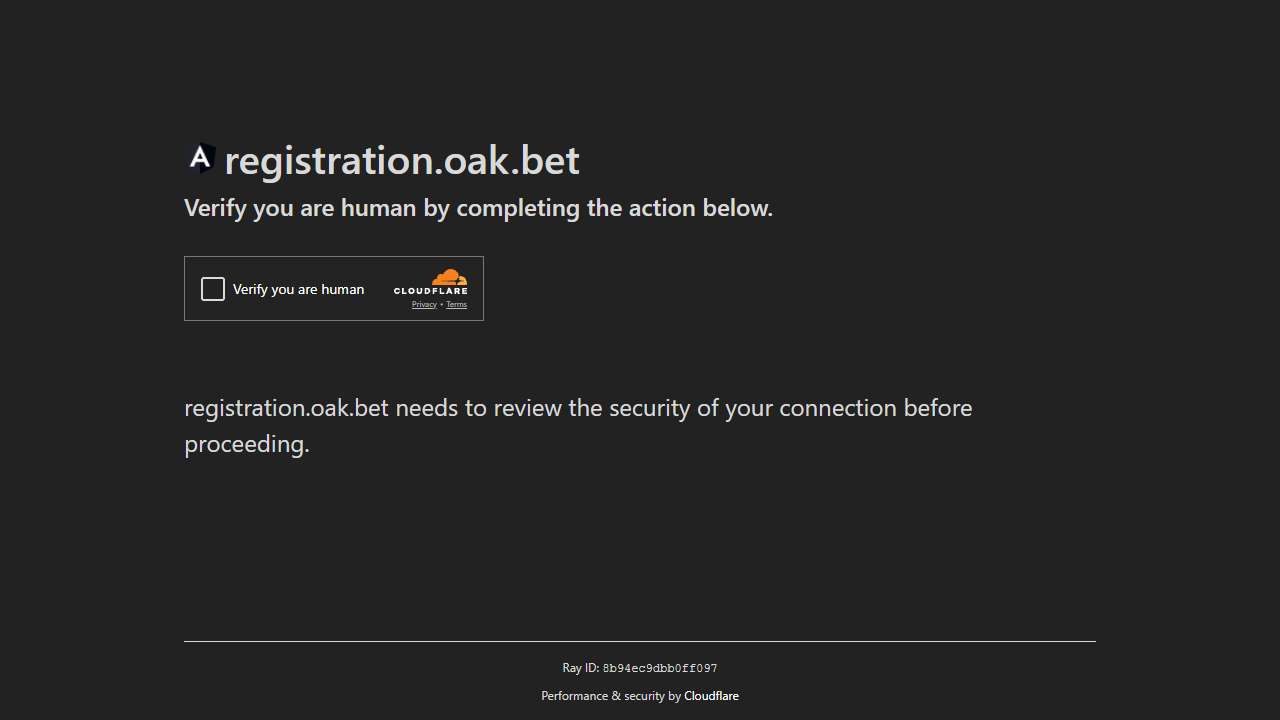 registration.oak.bet
Verify you are human by completing the action below.
Verify you are human
CLOUDFLARE
Privacy • Terms
registration.oak.bet needs to review the security of your connection before
proceeding.
Ray ID: 8b94ec9dbb0ff097
Performance & security by Cloudflare